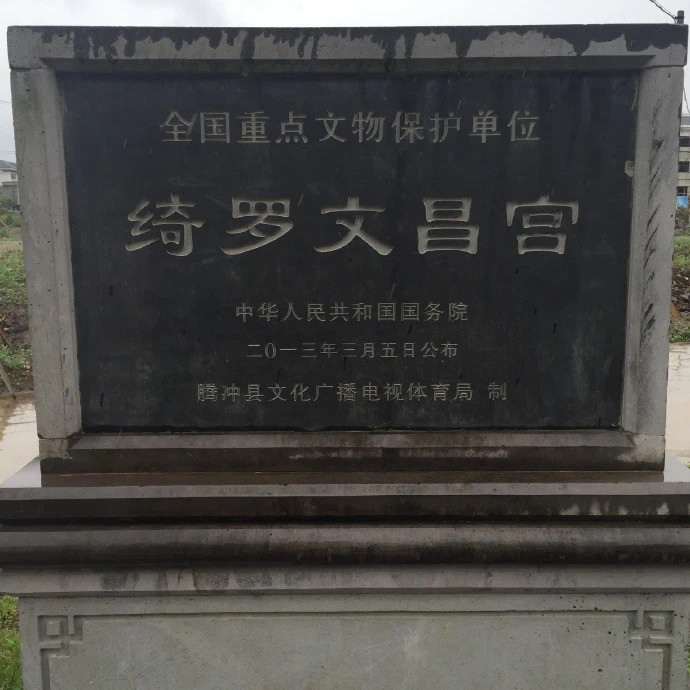 全国重点文物保护单位
绮罗文昌宫
中华人民共和国国务院
二〇一三年三月五日公布
腾冲县文化广播电视体育局 制